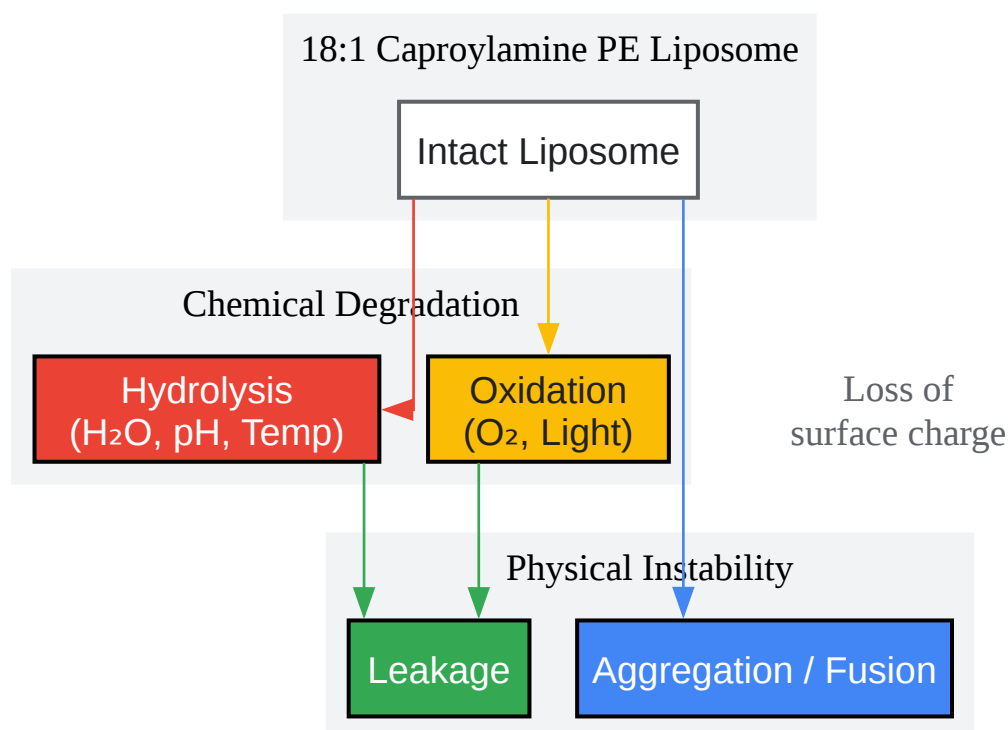 18:1 Caproylamine PE Liposome
Intact Liposome
Chemical Degradation
Hydrolysis
(H₂O, pH, Temp)
Oxidation
(O₂, Light)
Loss of
surface charge
Physical Instability
Leakage
Aggregation / Fusion